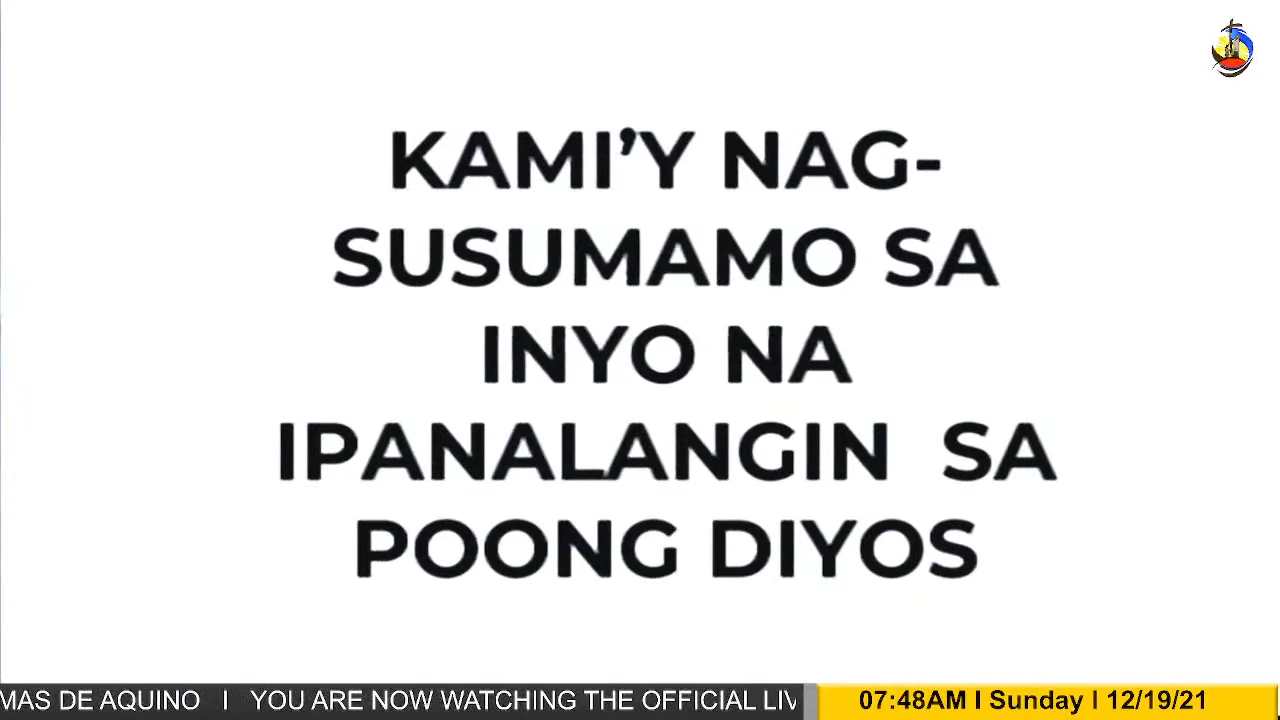 KAMI’Y NAG-
SUSUMAMO SA
INYO NA
IPANALANGIN SA
POONG DIYOS
MAS DE AQUINO I YOU ARE NOW WATCHING THE OFFICIAL LIV
07:48AM I Sunday I 12/19/21